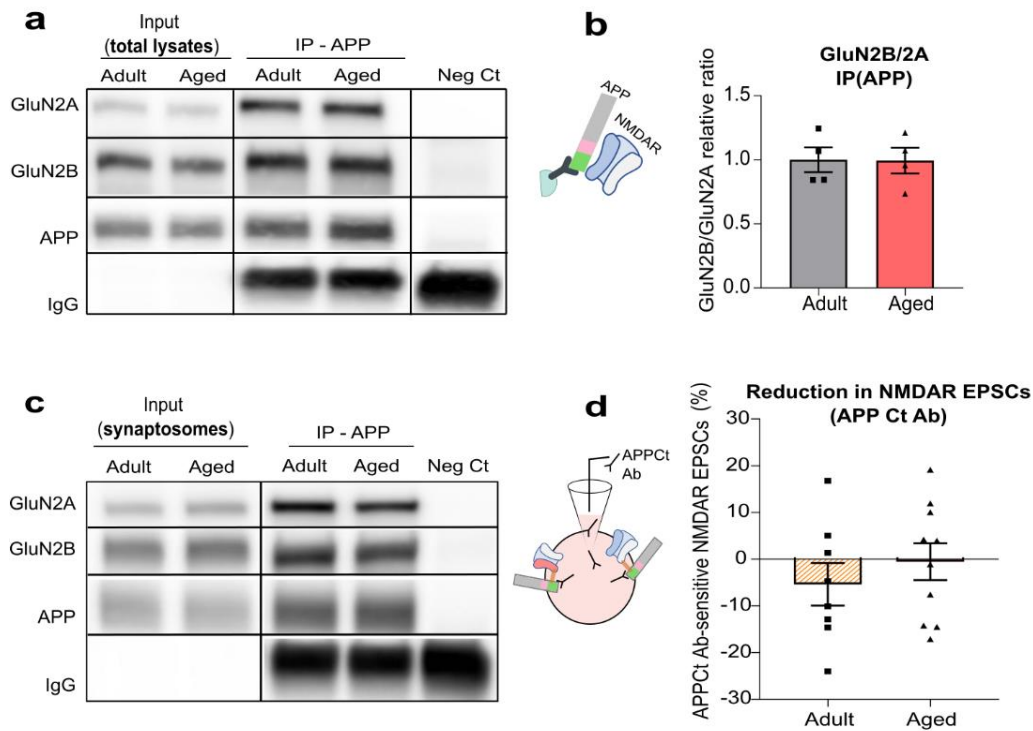 a
Input
(total lysates)
IP - APP
Adult
Aged
Adult
Aged
Neg Ct
GluN2A
GluN2B
APP
IgG
b
APP
NMDAR
GluN2B/2A
IP(APP)
GluN2B/GluN2A relative ratio
1.5
1.0
0.5
0.0
Adult
Aged
c
Input
(synaptosomes)
IP - APP
Adult
Aged
Adult
Aged
Neg Ct
GluN2A
GluN2B
APP
IgG
d
APPCt
Ab
Reduction in NMDAR EPSCs
(APP Ct Ab)
APPCt Ab-sensitive NMDAR EPSCs (%)
30
20
10
0
-10
-20
-30
Adult
Aged